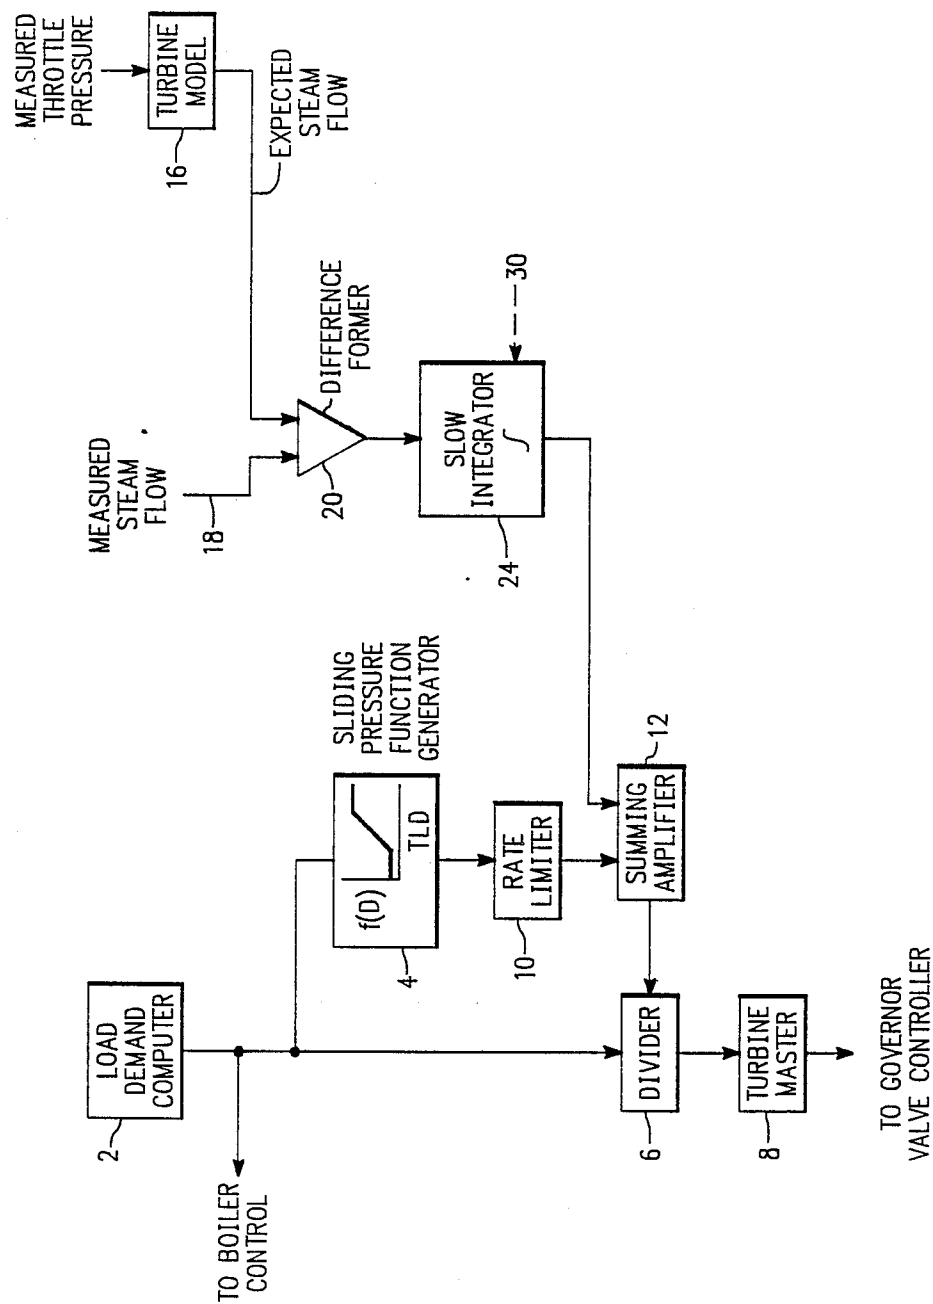 MEASURED
THROTTLE
PRESSURE
TURBINE
MODEL
16
EXPECTED
STEAM
FLOW
MEASURED
STEAM
FLOW
18
20
DIFFERENCE
FORMER
SLOW
INTEGRATOR
24
30
SLIDING
PRESSURE
FUNCTION
GENERATOR
f(D)
TLD
4
RATE
LIMITER
10
SUMMING
AMPLIFIER
12
LOAD
DEMAND
COMPUTER
2
TO BOILER
CONTROL
DIVIDER
6
TURBINE
MASTER
8
TO GOVERNOR
VALVE CONTROLLER